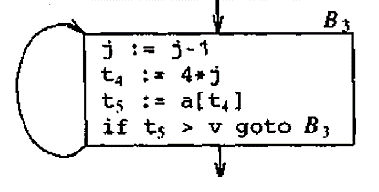 B₃
j := j-1
t₄ := 4*j
t₅ := a[t₄]
if t₅ > v goto B₃